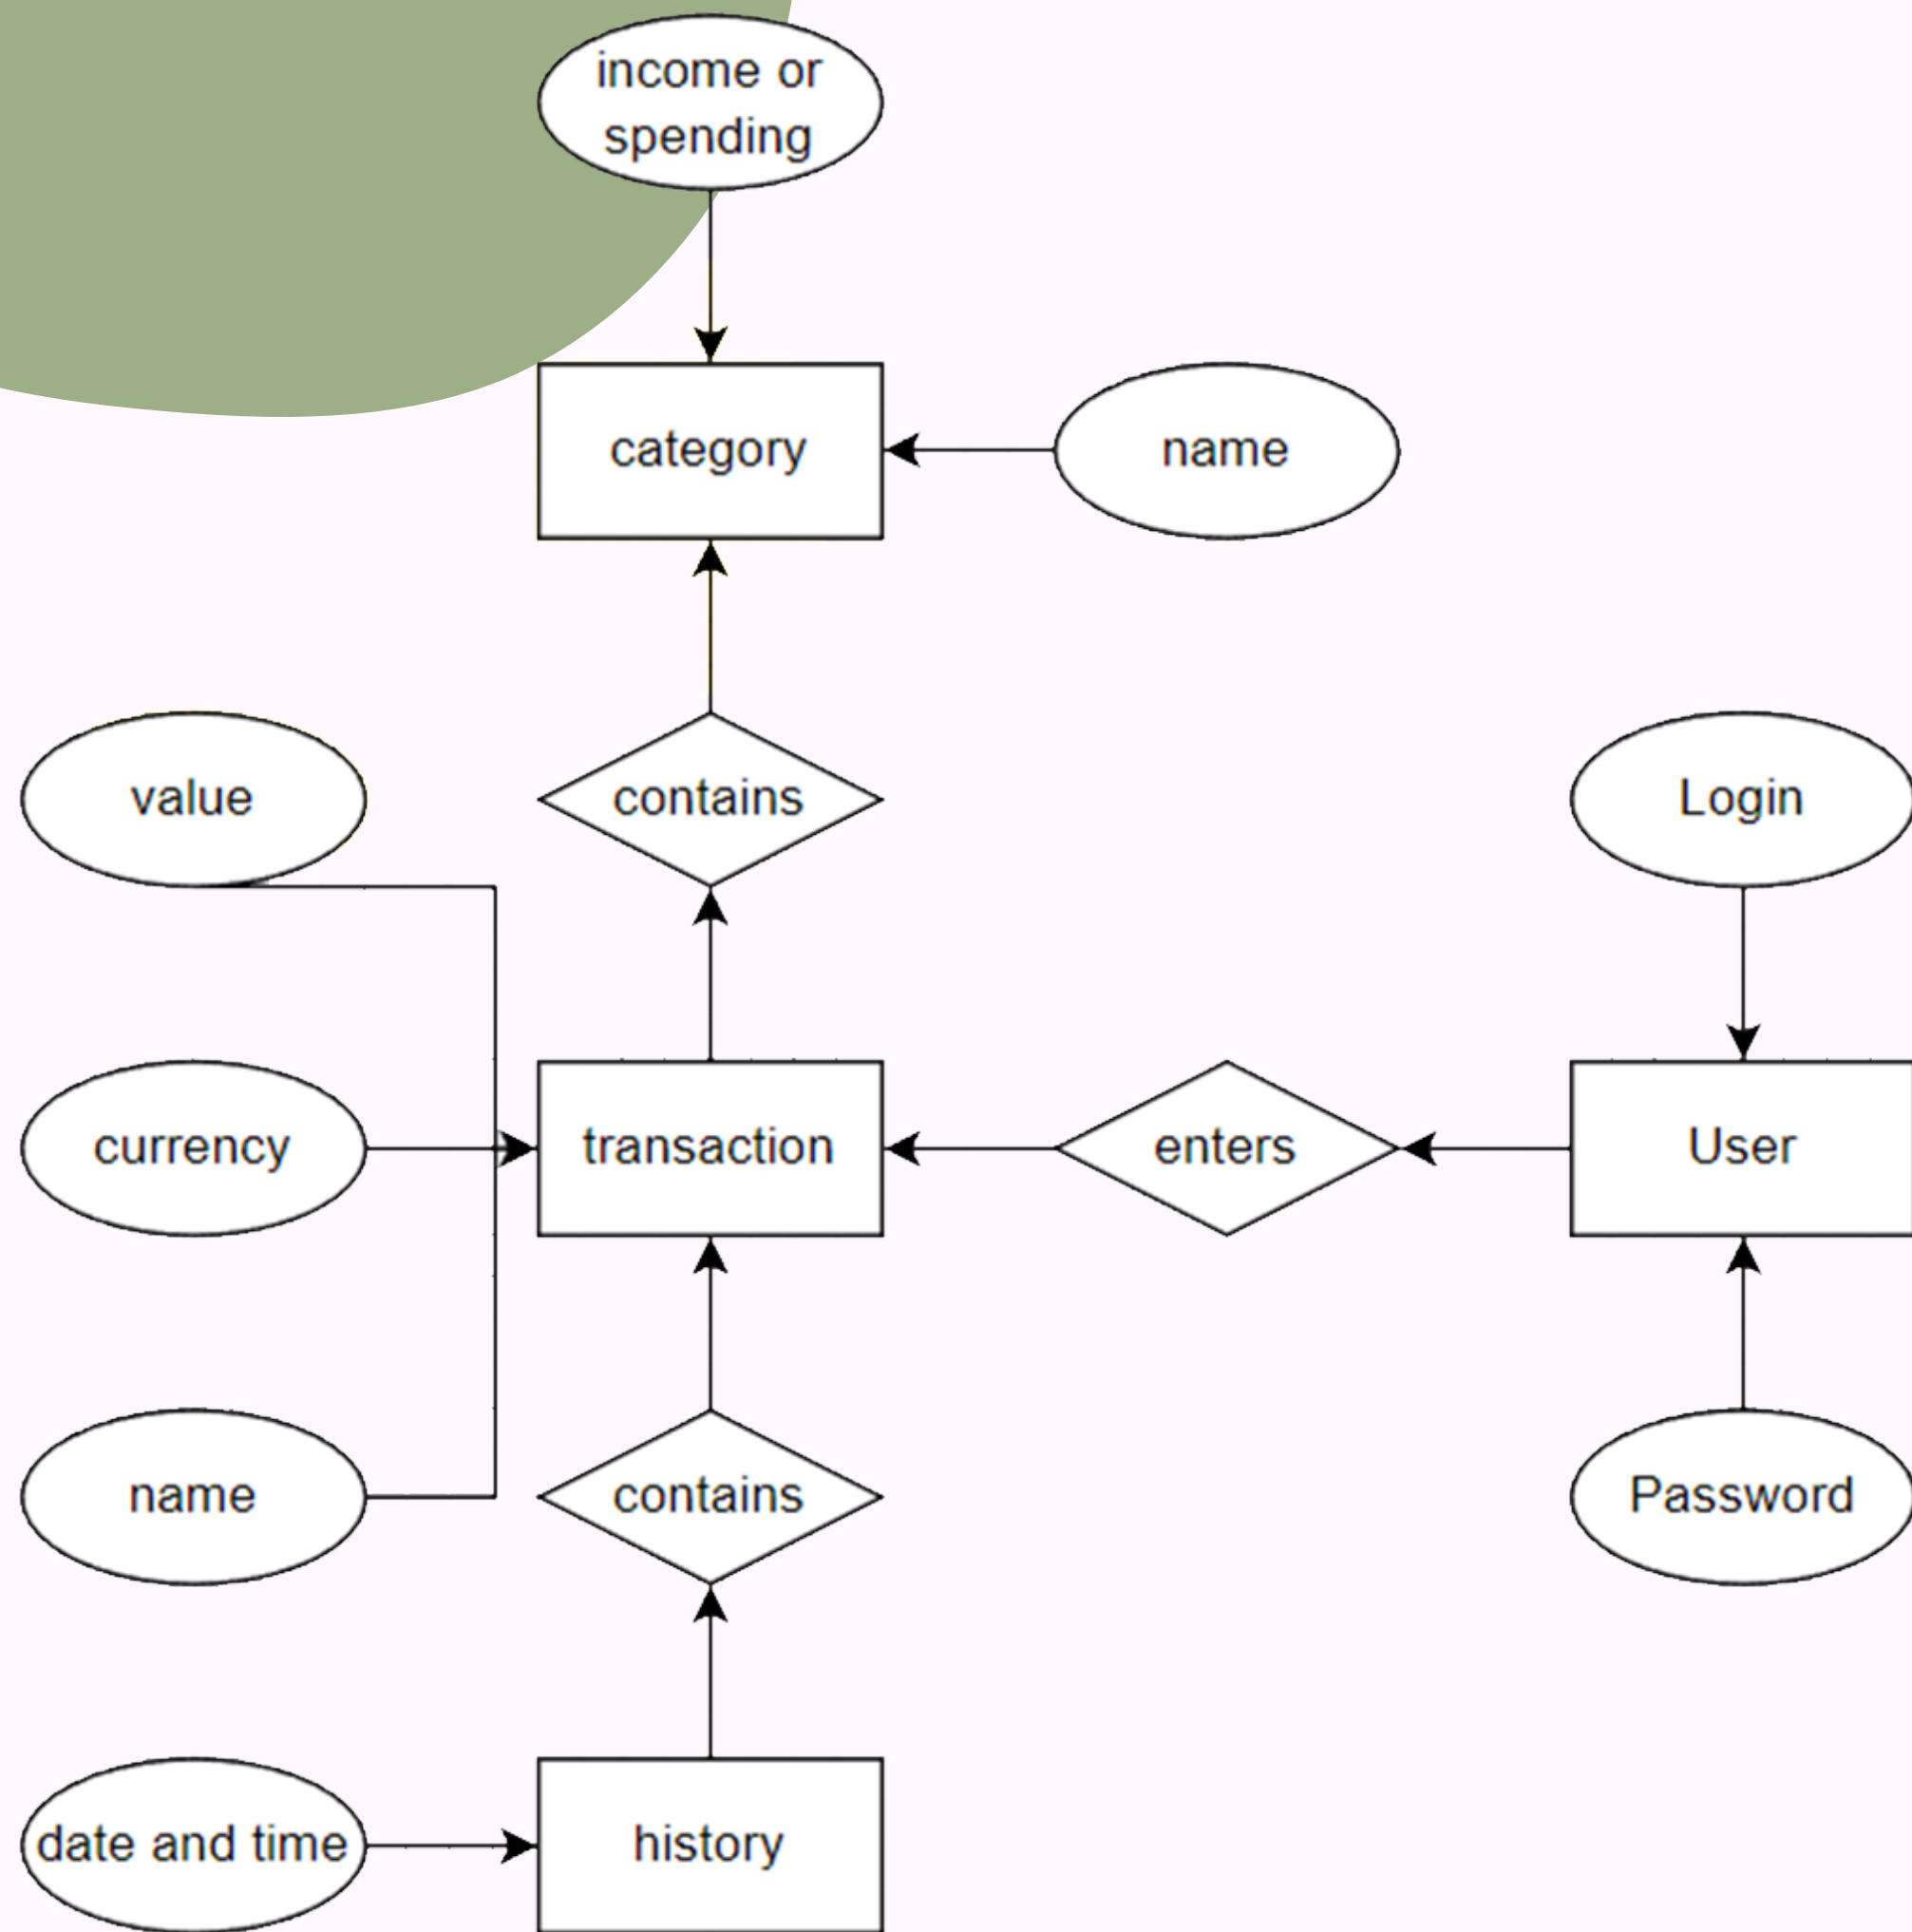 income or
spending
category
name
value
contains
Login
currency
transaction
enters
User
name
contains
Password
date and time
history